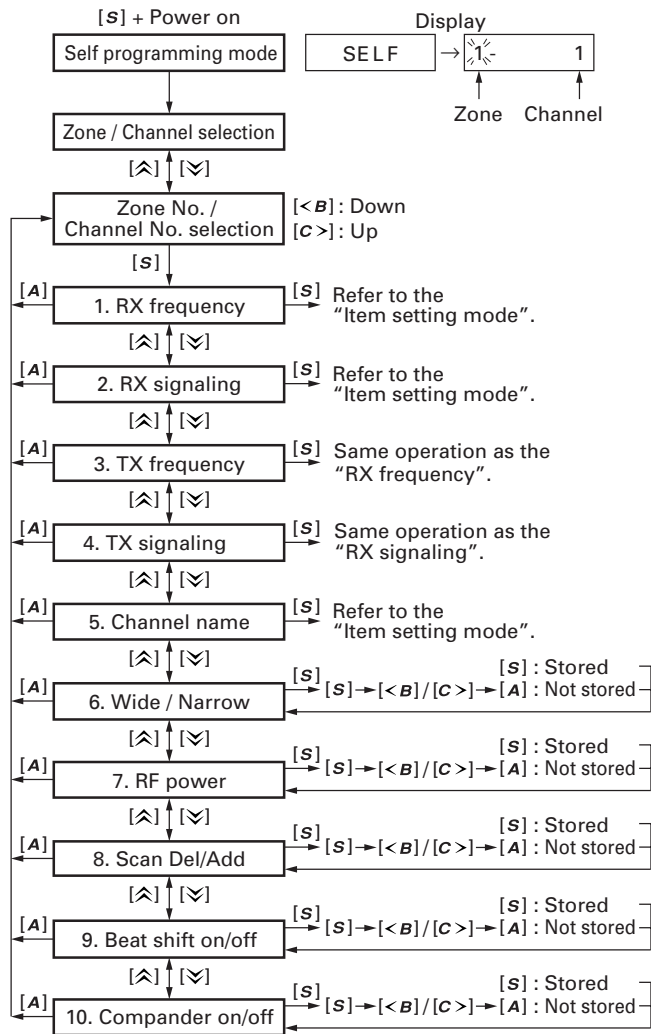 [S] + Power on
Display
Self programming mode
SELF → 1- 1
Zone Channel
Zone / Channel selection
[︽] [︾]
Zone No. /
Channel No. selection
[<B] : Down
[C>] : Up
[S]
[A] 1. RX frequency [S] Refer to the
"Item setting mode".
[︽] [︾]
[A] 2. RX signaling [S] Refer to the
"Item setting mode".
[︽] [︾]
[A] 3. TX frequency [S] Same operation as the
"RX frequency".
[︽] [︾]
[A] 4. TX signaling [S] Same operation as the
"RX signaling".
[︽] [︾]
[A] 5. Channel name [S] Refer to the
"Item setting mode".
[︽] [︾]
[S] : Stored
[A] 6. Wide / Narrow [S] [S]→[<B]/[C>]→[A] : Not stored
[︽] [︾]
[S] : Stored
[A] 7. RF power [S] [S]→[<B]/[C>]→[A] : Not stored
[︽] [︾]
[S] : Stored
[A] 8. Scan Del/Add [S] [S]→[<B]/[C>]→[A] : Not stored
[︽] [︾]
[S] : Stored
[A] 9. Beat shift on/off [S] [S]→[<B]/[C>]→[A] : Not stored
[︽] [︾]
[S] : Stored
[A] 10. Compander on/off [S] [S]→[<B]/[C>]→[A] : Not stored